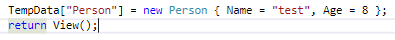 TempData["Person"] = new Person { Name = "test", Age = 8 };
return View();